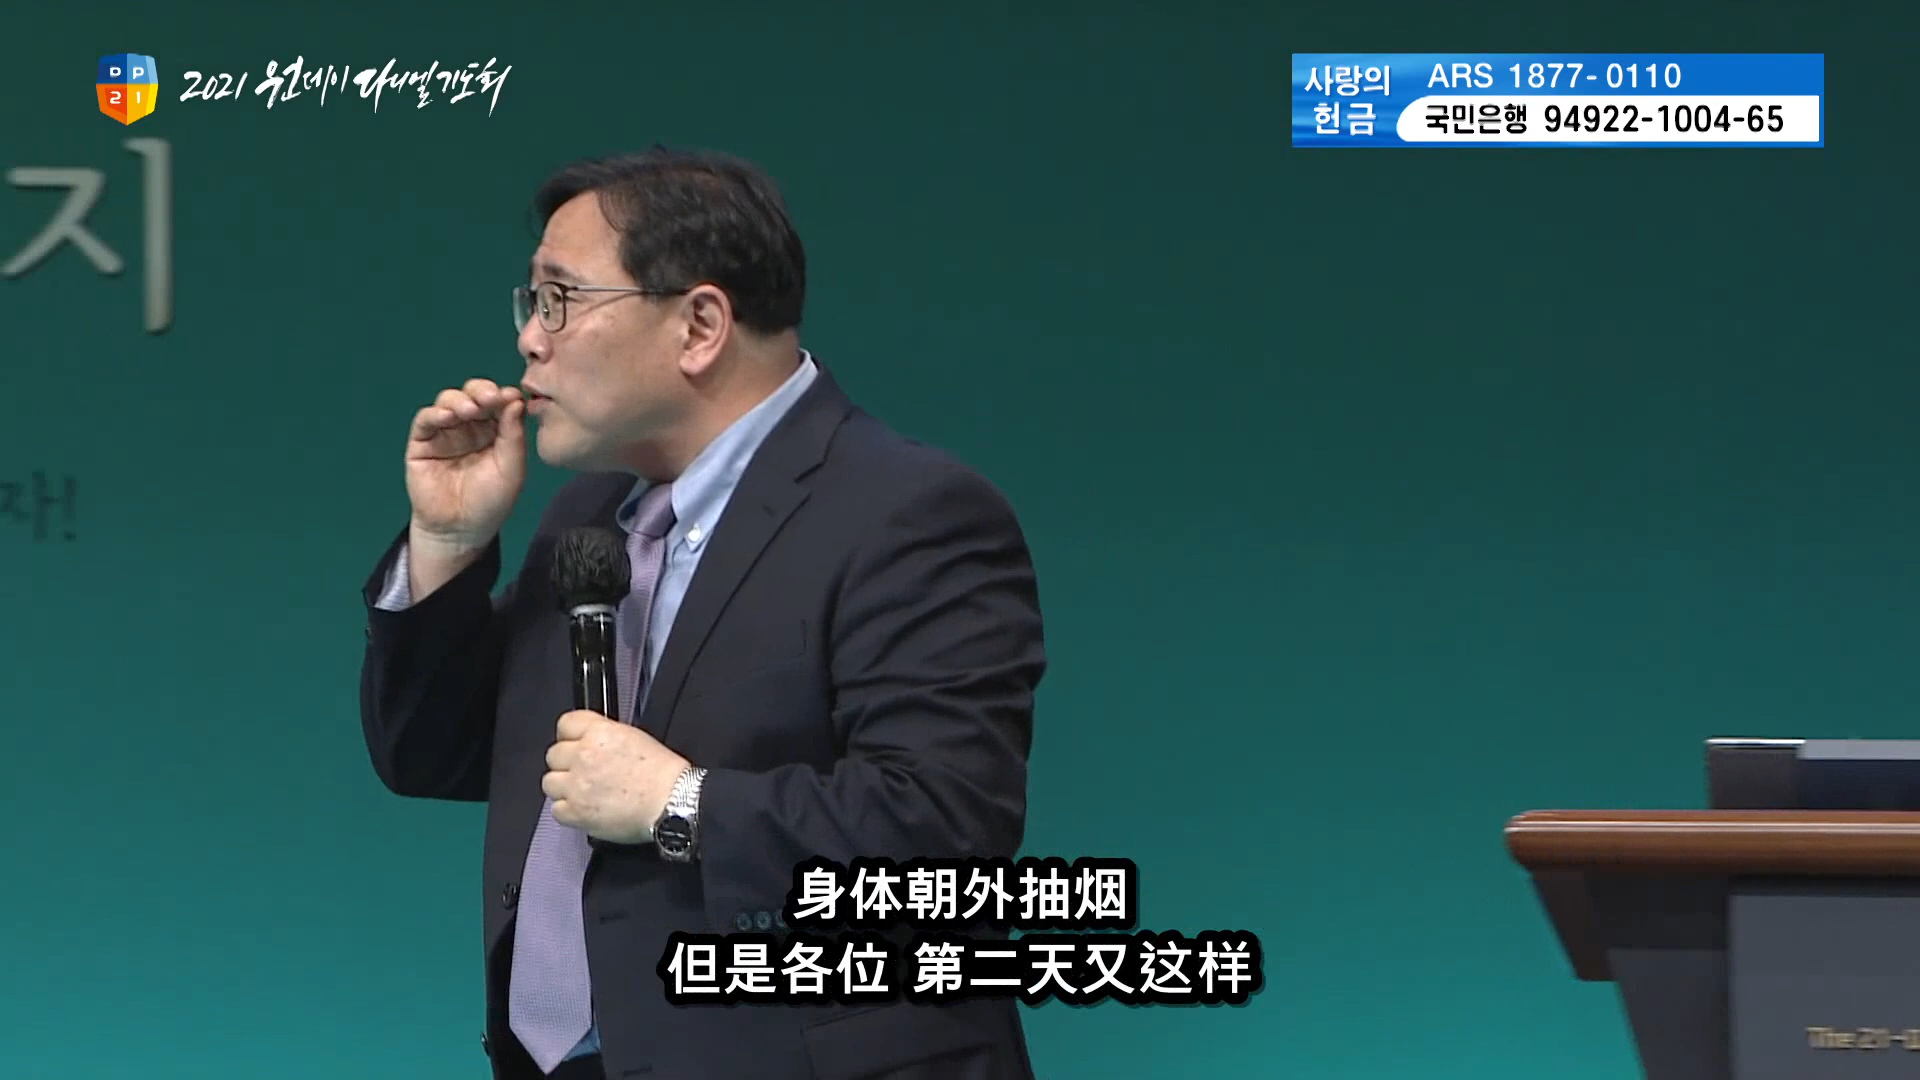 DP
21
2021 원데이 다니엘기도회
사랑의
헌금
ARS 1877-0110
국민은행 94922-1004-65
지
자!
身体朝外抽烟
但是各位 第二天又这样